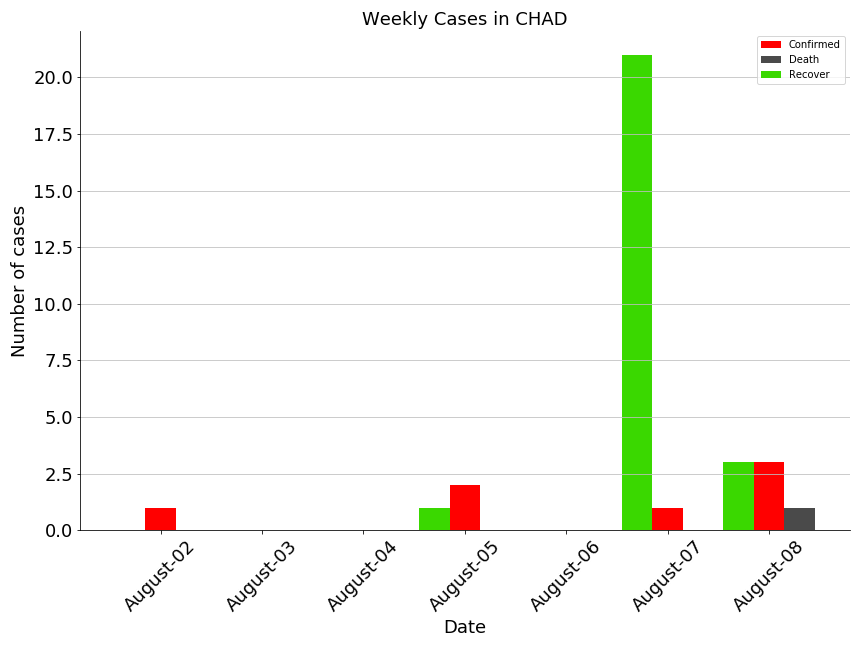 Weekly Cases in CHAD
Confirmed
Death
Recover
Number of cases
20.0
17.5
15.0
12.5
10.0
7.5
5.0
2.5
0.0
August-02
August-03
August-04
August-05
August-06
August-07
August-08
Date